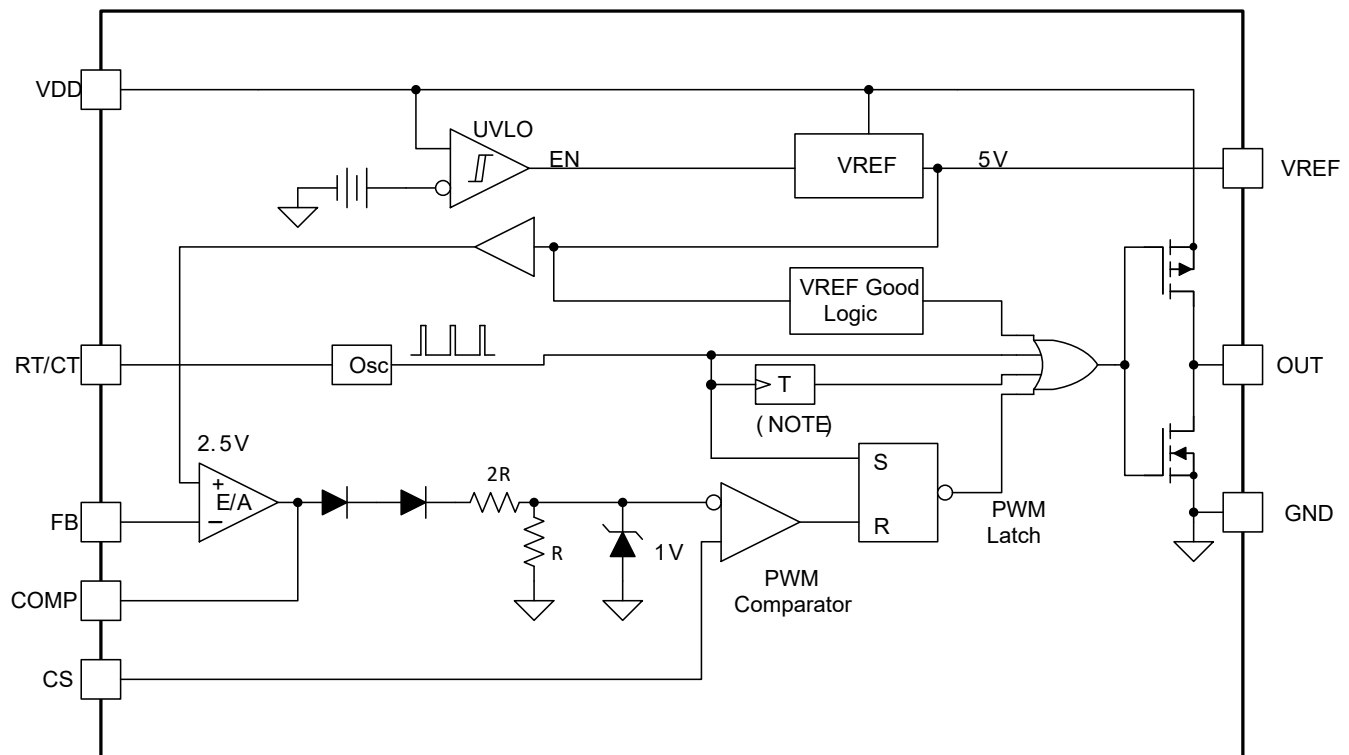 VDD
UVLO
EN
VREF
5V
VREF
VREF Good
Logic
RT/CT
Osc
T
(NOTE)
OUT
2.5V
+
E/A
−
FB
2R
R
1V
S
R
PWM
Latch
GND
COMP
PWM
Comparator
CS